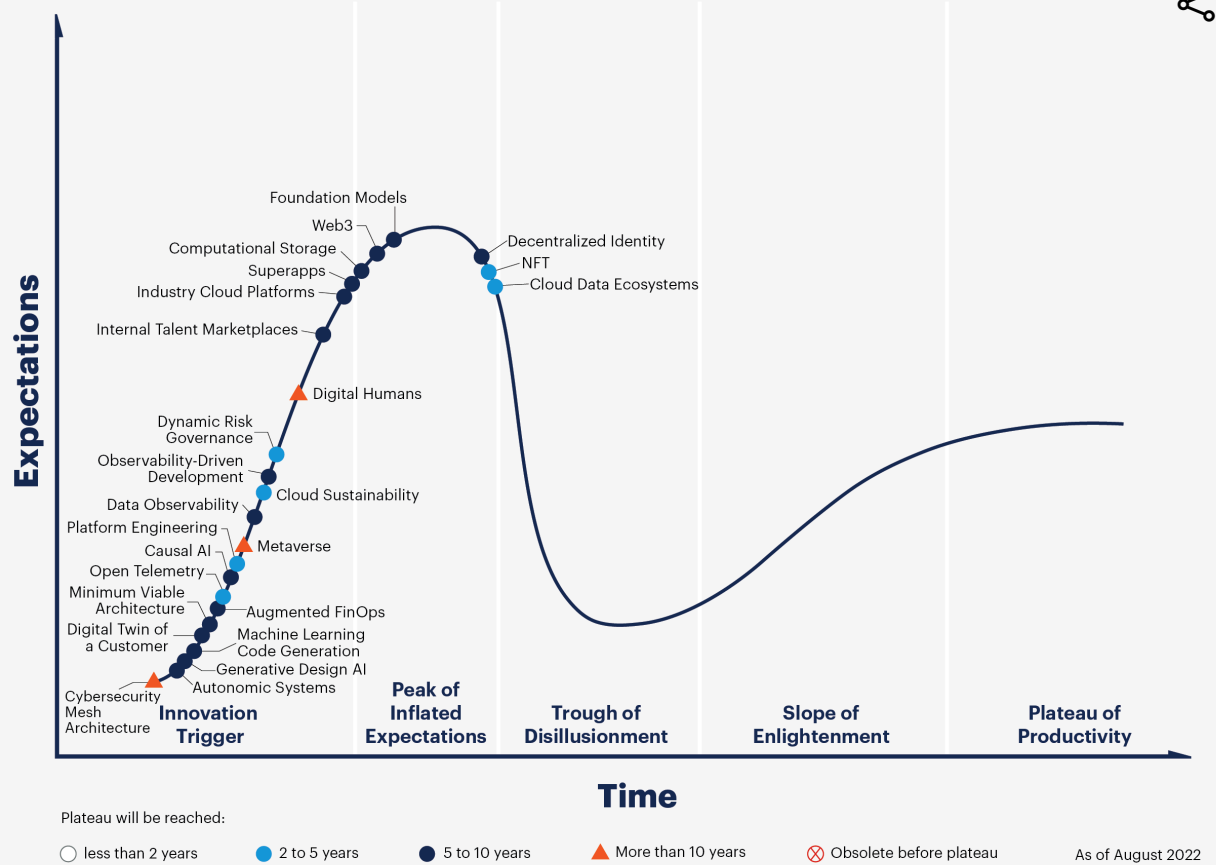 Foundation Models
Web3
Decentralized Identity
Computational Storage
NFT
Superapps
Cloud Data Ecosystems
Industry Cloud Platforms
Internal Talent Marketplaces
Digital Humans
Dynamic Risk
Governance
Observability-Driven
Development
Cloud Sustainability
Data Observability
Platform Engineering
Metaverse
Causal AI
Open Telemetry
Minimum Viable
Architecture
Augmented FinOps
Digital Twin of
a Customer
Machine Learning
Code Generation
Generative Design AI
Autonomic Systems
Cybersecurity
Mesh
Architecture
Expectations
Innovation
Trigger
Peak of
Inflated
Expectations
Trough of
Disillusionment
Slope of
Enlightenment
Plateau of
Productivity
Time
Plateau will be reached:
less than 2 years
2 to 5 years
5 to 10 years
More than 10 years
Obsolete before plateau
As of August 2022